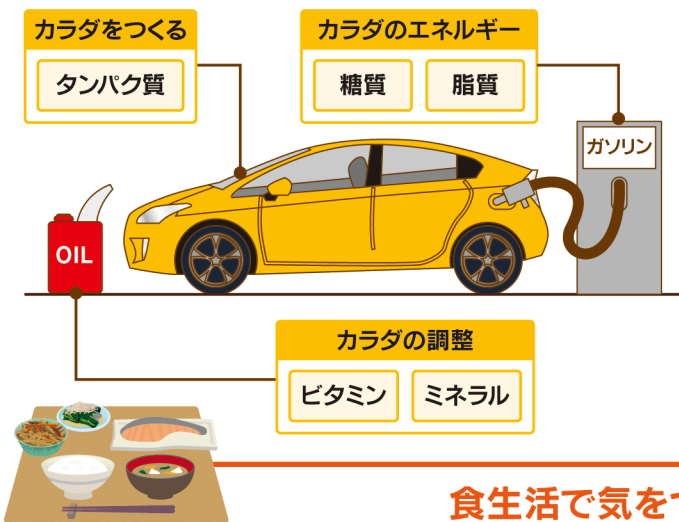 カラダをつくる
タンパク質
カラダのエネルギー
糖質 脂質
ガソリン
OIL
カラダの調整
ビタミン ミネラル
食生活で気を